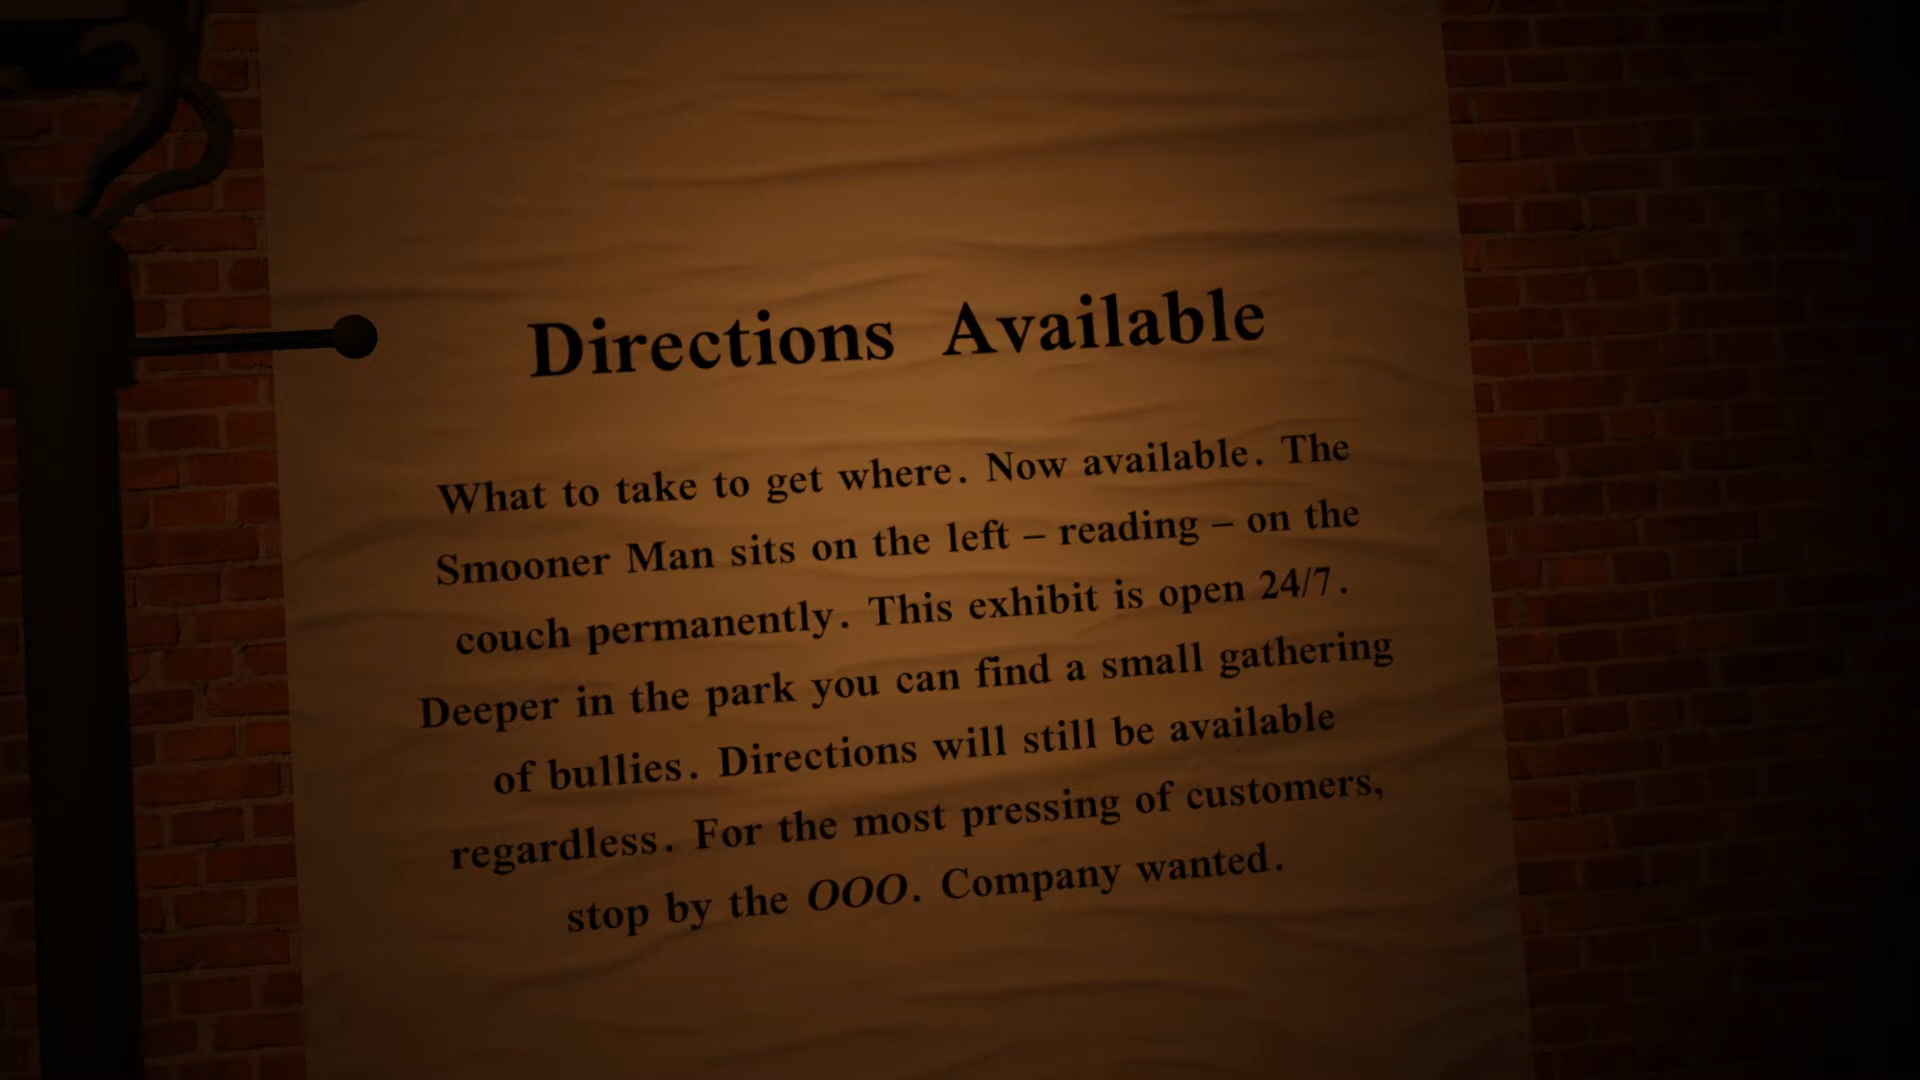 Directions Available
What to take to get where. Now available. The
Smooner Man sits on the left – reading – on the
couch permanently. This exhibit is open 24/7.
Deeper in the park you can find a small gathering
of bullies. Directions will still be available
regardless. For the most pressing of customers,
stop by the OOO. Company wanted.